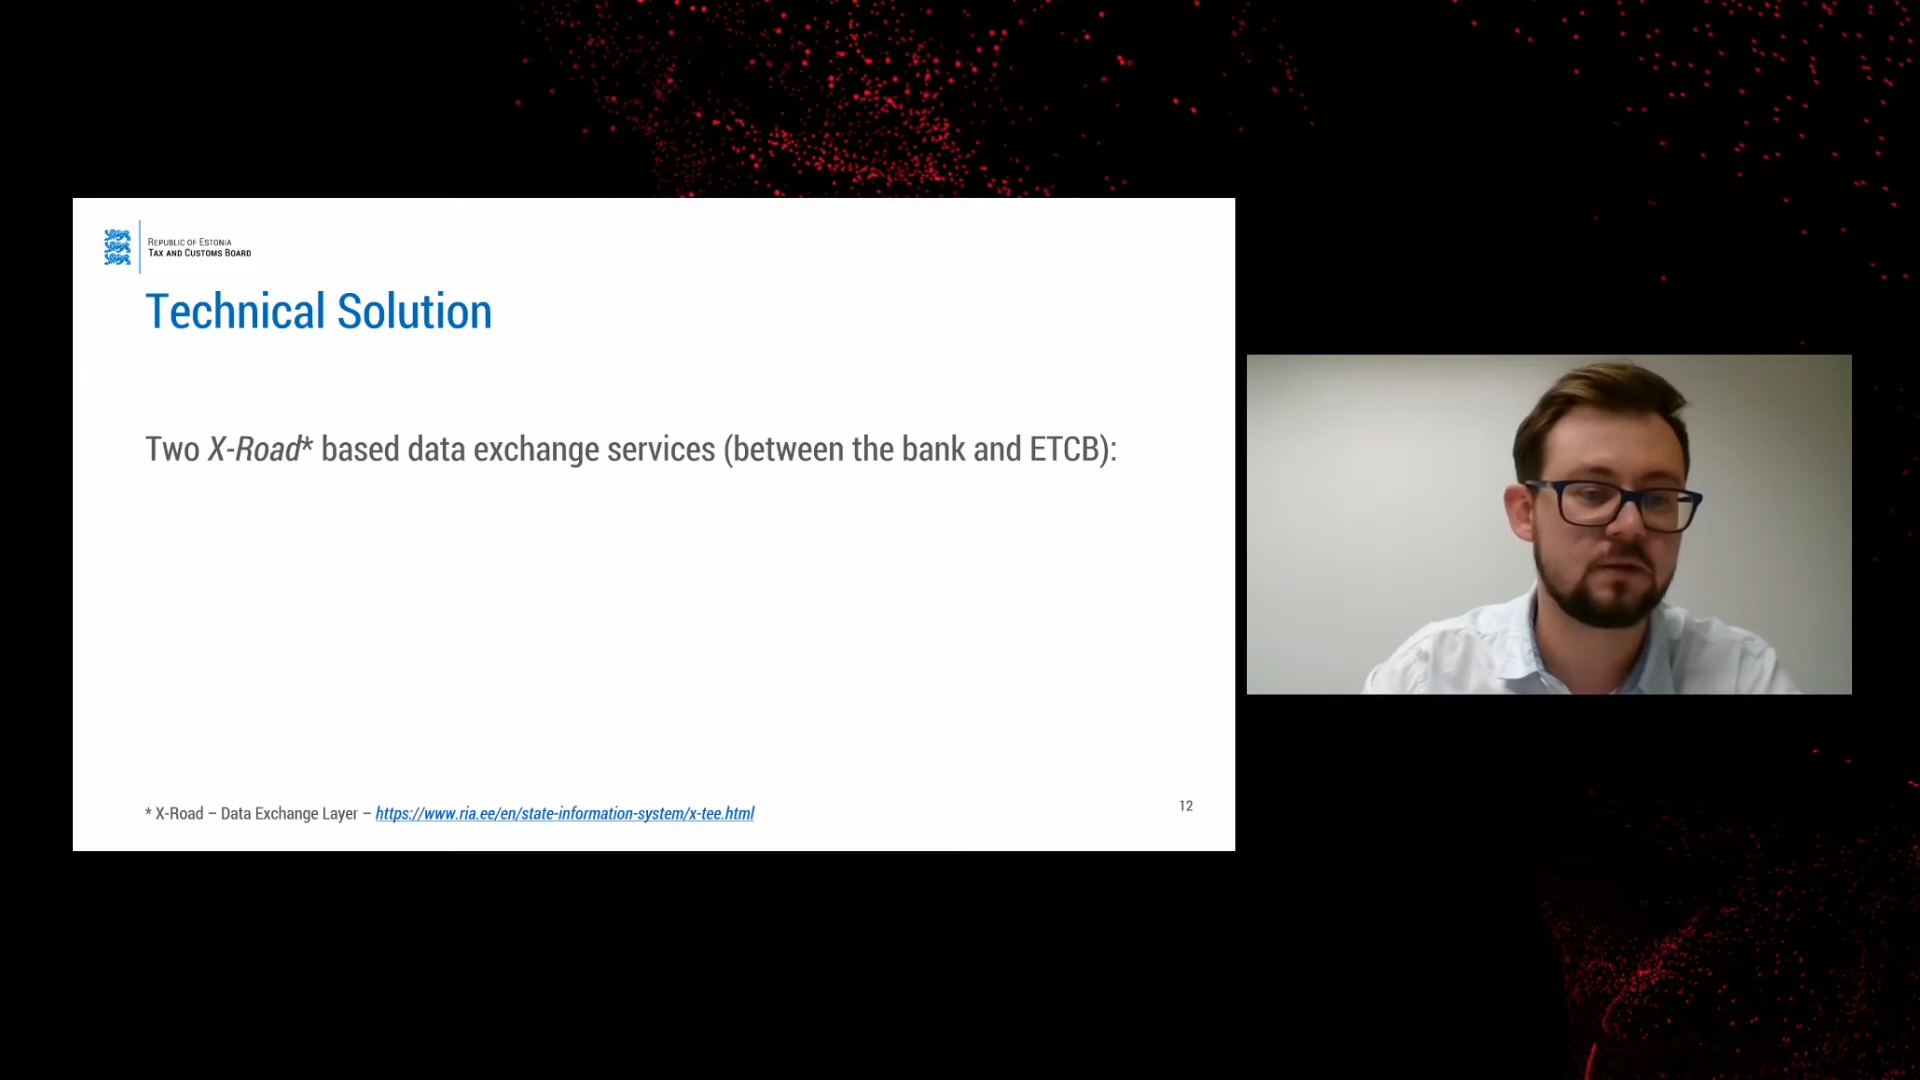 REPUBLIC OF ESTONIA
TAX AND CUSTOMS BOARD
Technical Solution
Two X-Road* based data exchange services (between the bank and ETCB):
* X-Road – Data Exchange Layer – https://www.ria.ee/en/state-information-system/x-tee.html
12